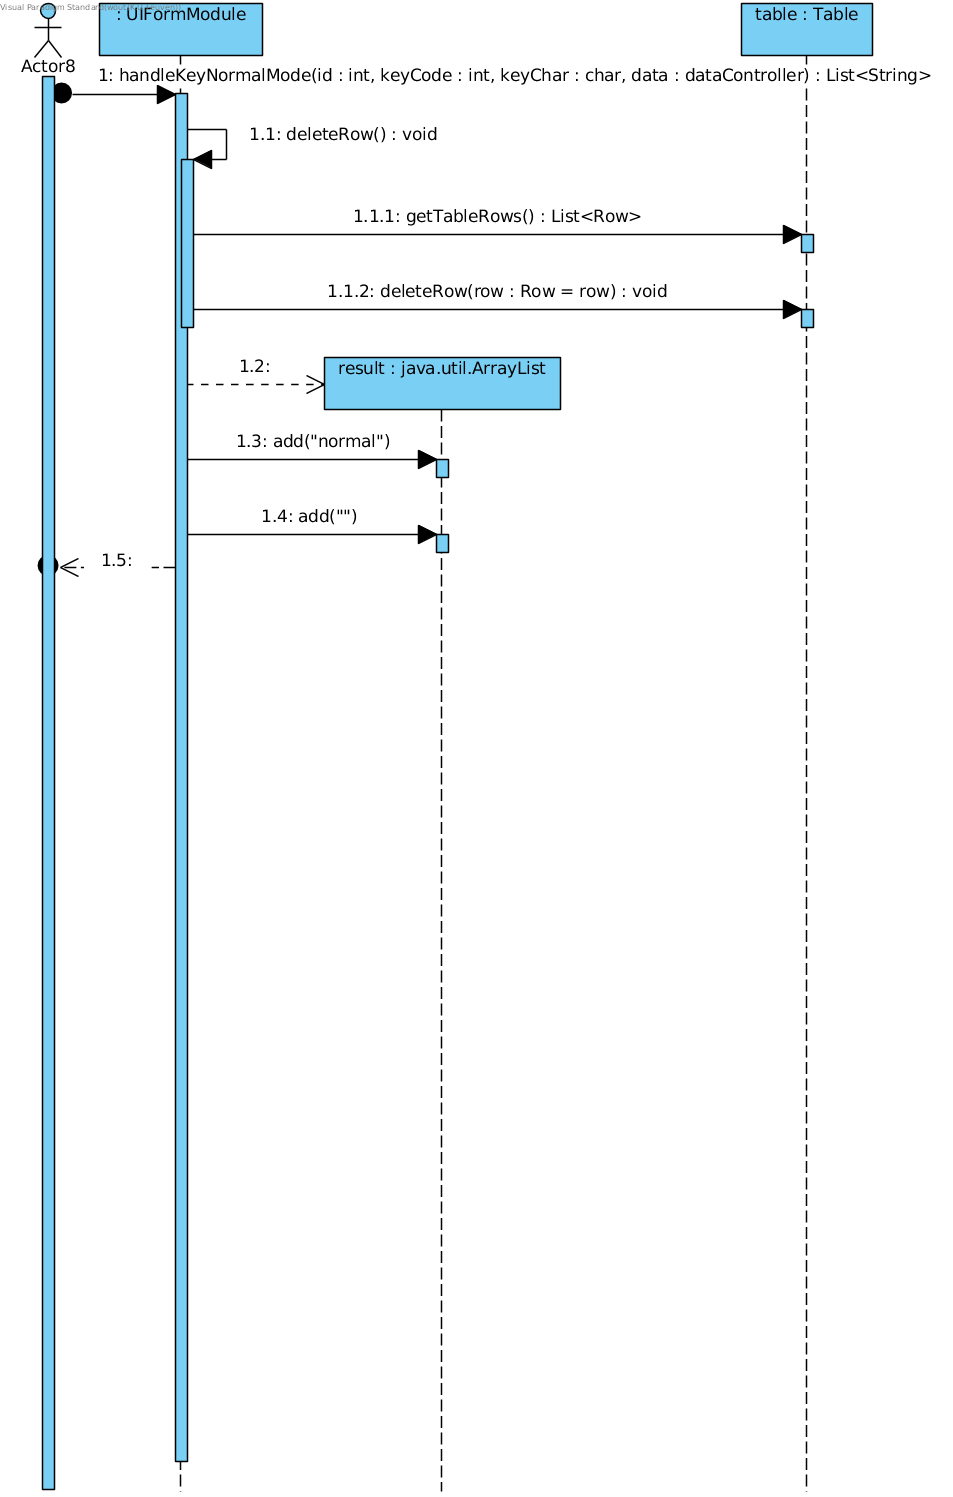 Visual Paradigm Standard
: UIFormModule
table : Table
Actor8
1: handleKeyNormalMode(id : int, keyCode : int, keyChar : char, data : dataController) : List<String>
1.1: deleteRow() : void
1.1.1: getTableRows() : List<Row>
1.1.2: deleteRow(row : Row = row) : void
1.2:
result : java.util.ArrayList
1.3: add("normal")
1.4: add("")
1.5: